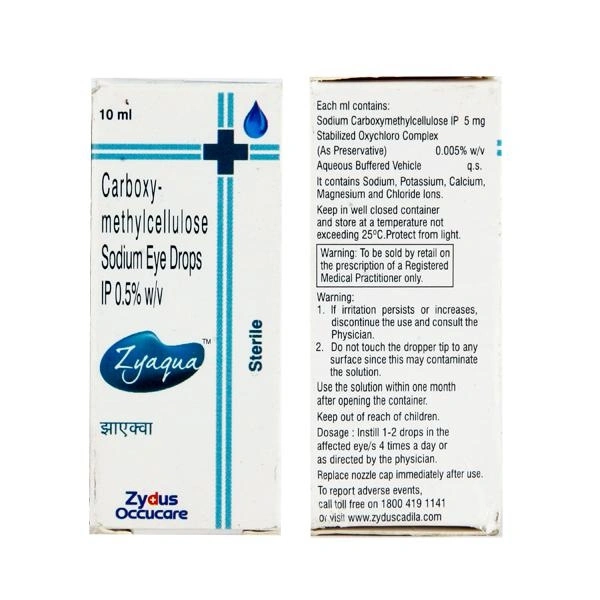 10 ml
Carboxy-
methylcellulose
Sodium Eye Drops
IP 0.5% w/v
Zyaqua™
झाएक्वा
Sterile
Zydus
Occucare
Each ml contains:
Sodium Carboxymethylcellulose IP 5 mg
Stabilized Oxychloro Complex
(As Preservative) 0.005% w/v
Aqueous Buffered Vehicle q.s.
It contains Sodium, Potassium, Calcium,
Magnesium and Chloride Ions.
Keep in well closed container
and store at a temperature not
exceeding 25°C.Protect from light.
Warning: To be sold by retail on
the prescription of a Registered
Medical Practitioner only.
Warning:
1. If irritation persists or increases,
discontinue the use and consult the
Physician.
2. Do not touch the dropper tip to any
surface since this may contaminate
the solution.
Use the solution within one month
after opening the container.
Keep out of reach of children.
Dosage : Instill 1-2 drops in the
affected eye/s 4 times a day or
as directed by the physician.
Replace nozzle cap immediately after use.
To report adverse events,
call toll free on 1800 419 1141
or visit www.zyduscadila.com